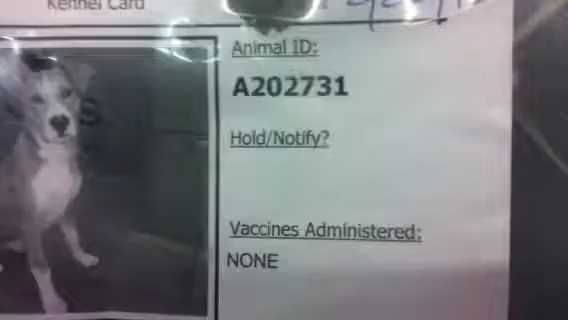 Kennel Card
Animal ID:
A202731
Hold/Notify?
Vaccines Administered:
NONE